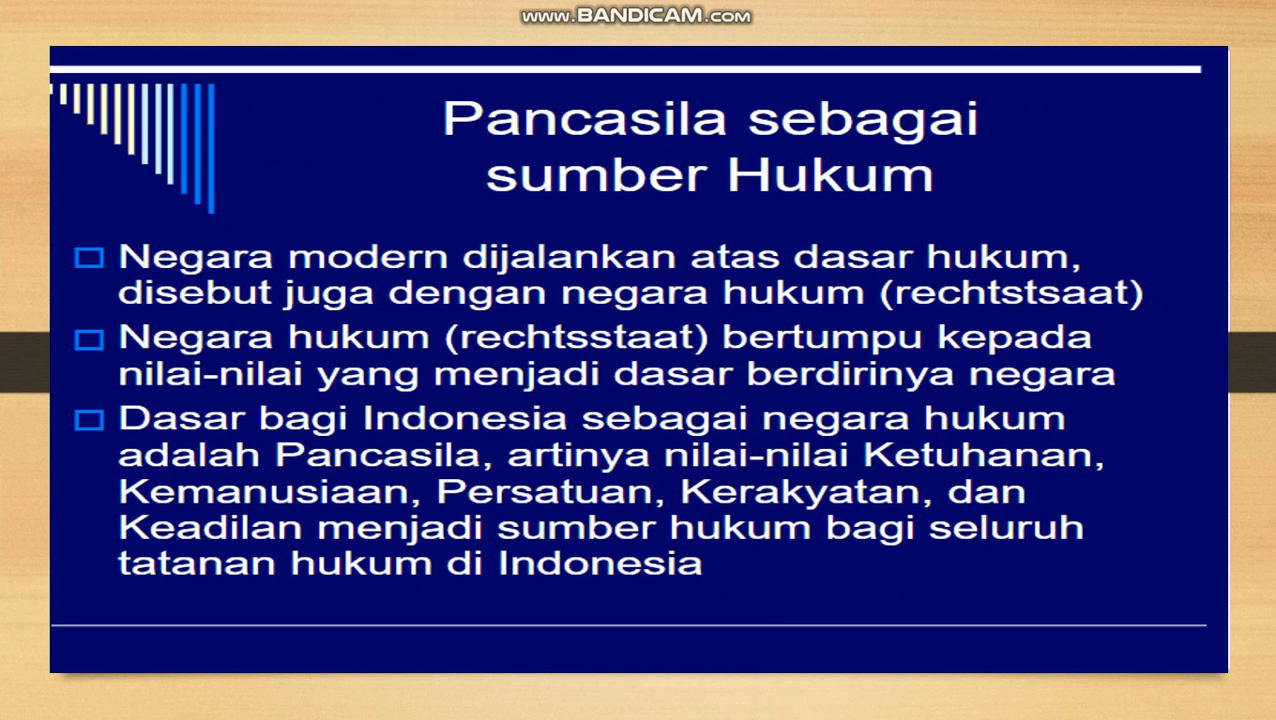 www.BANDICAM.com
Pancasila sebagai
sumber Hukum
Negara modern dijalankan atas dasar hukum,
disebut juga dengan negara hukum (rechtstsaat)
Negara hukum (rechtsstaat) bertumpu kepada
nilai-nilai yang menjadi dasar berdirinya negara
Dasar bagi Indonesia sebagai negara hukum
adalah Pancasila, artinya nilai-nilai Ketuhanan,
Kemanusiaan, Persatuan, Kerakyatan, dan
Keadilan menjadi sumber hukum bagi seluruh
tatanan hukum di Indonesia